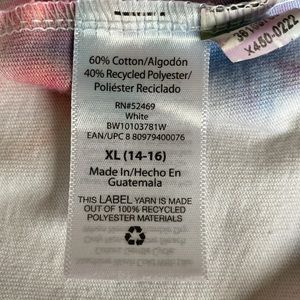 60% Cotton/Algodón
40% Recycled Polyester/
Poliéster Reciclado
RN#52469
White
BW10103781W
EAN/UPC 8 80979400076
XL (14-16)
Made In/Hecho En
Guatemala
THIS LABEL YARN IS MADE
OUT OF 100% RECYCLED
POLYESTER MATERIALS
X460-0222